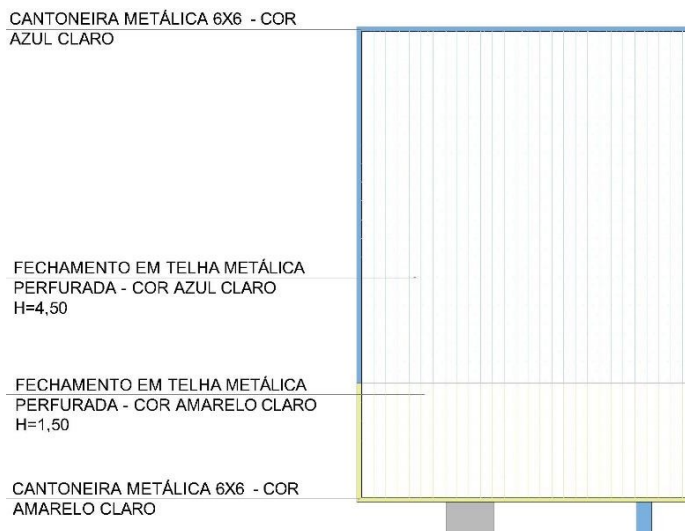 CANTONEIRA METÁLICA 6X6 - COR
AZUL CLARO
FECHAMENTO EM TELHA METÁLICA
PERFURADA - COR AZUL CLARO
H=4,50
FECHAMENTO EM TELHA METÁLICA
PERFURADA - COR AMARELO CLARO
H=1,50
CANTONEIRA METÁLICA 6X6 - COR
AMARELO CLARO